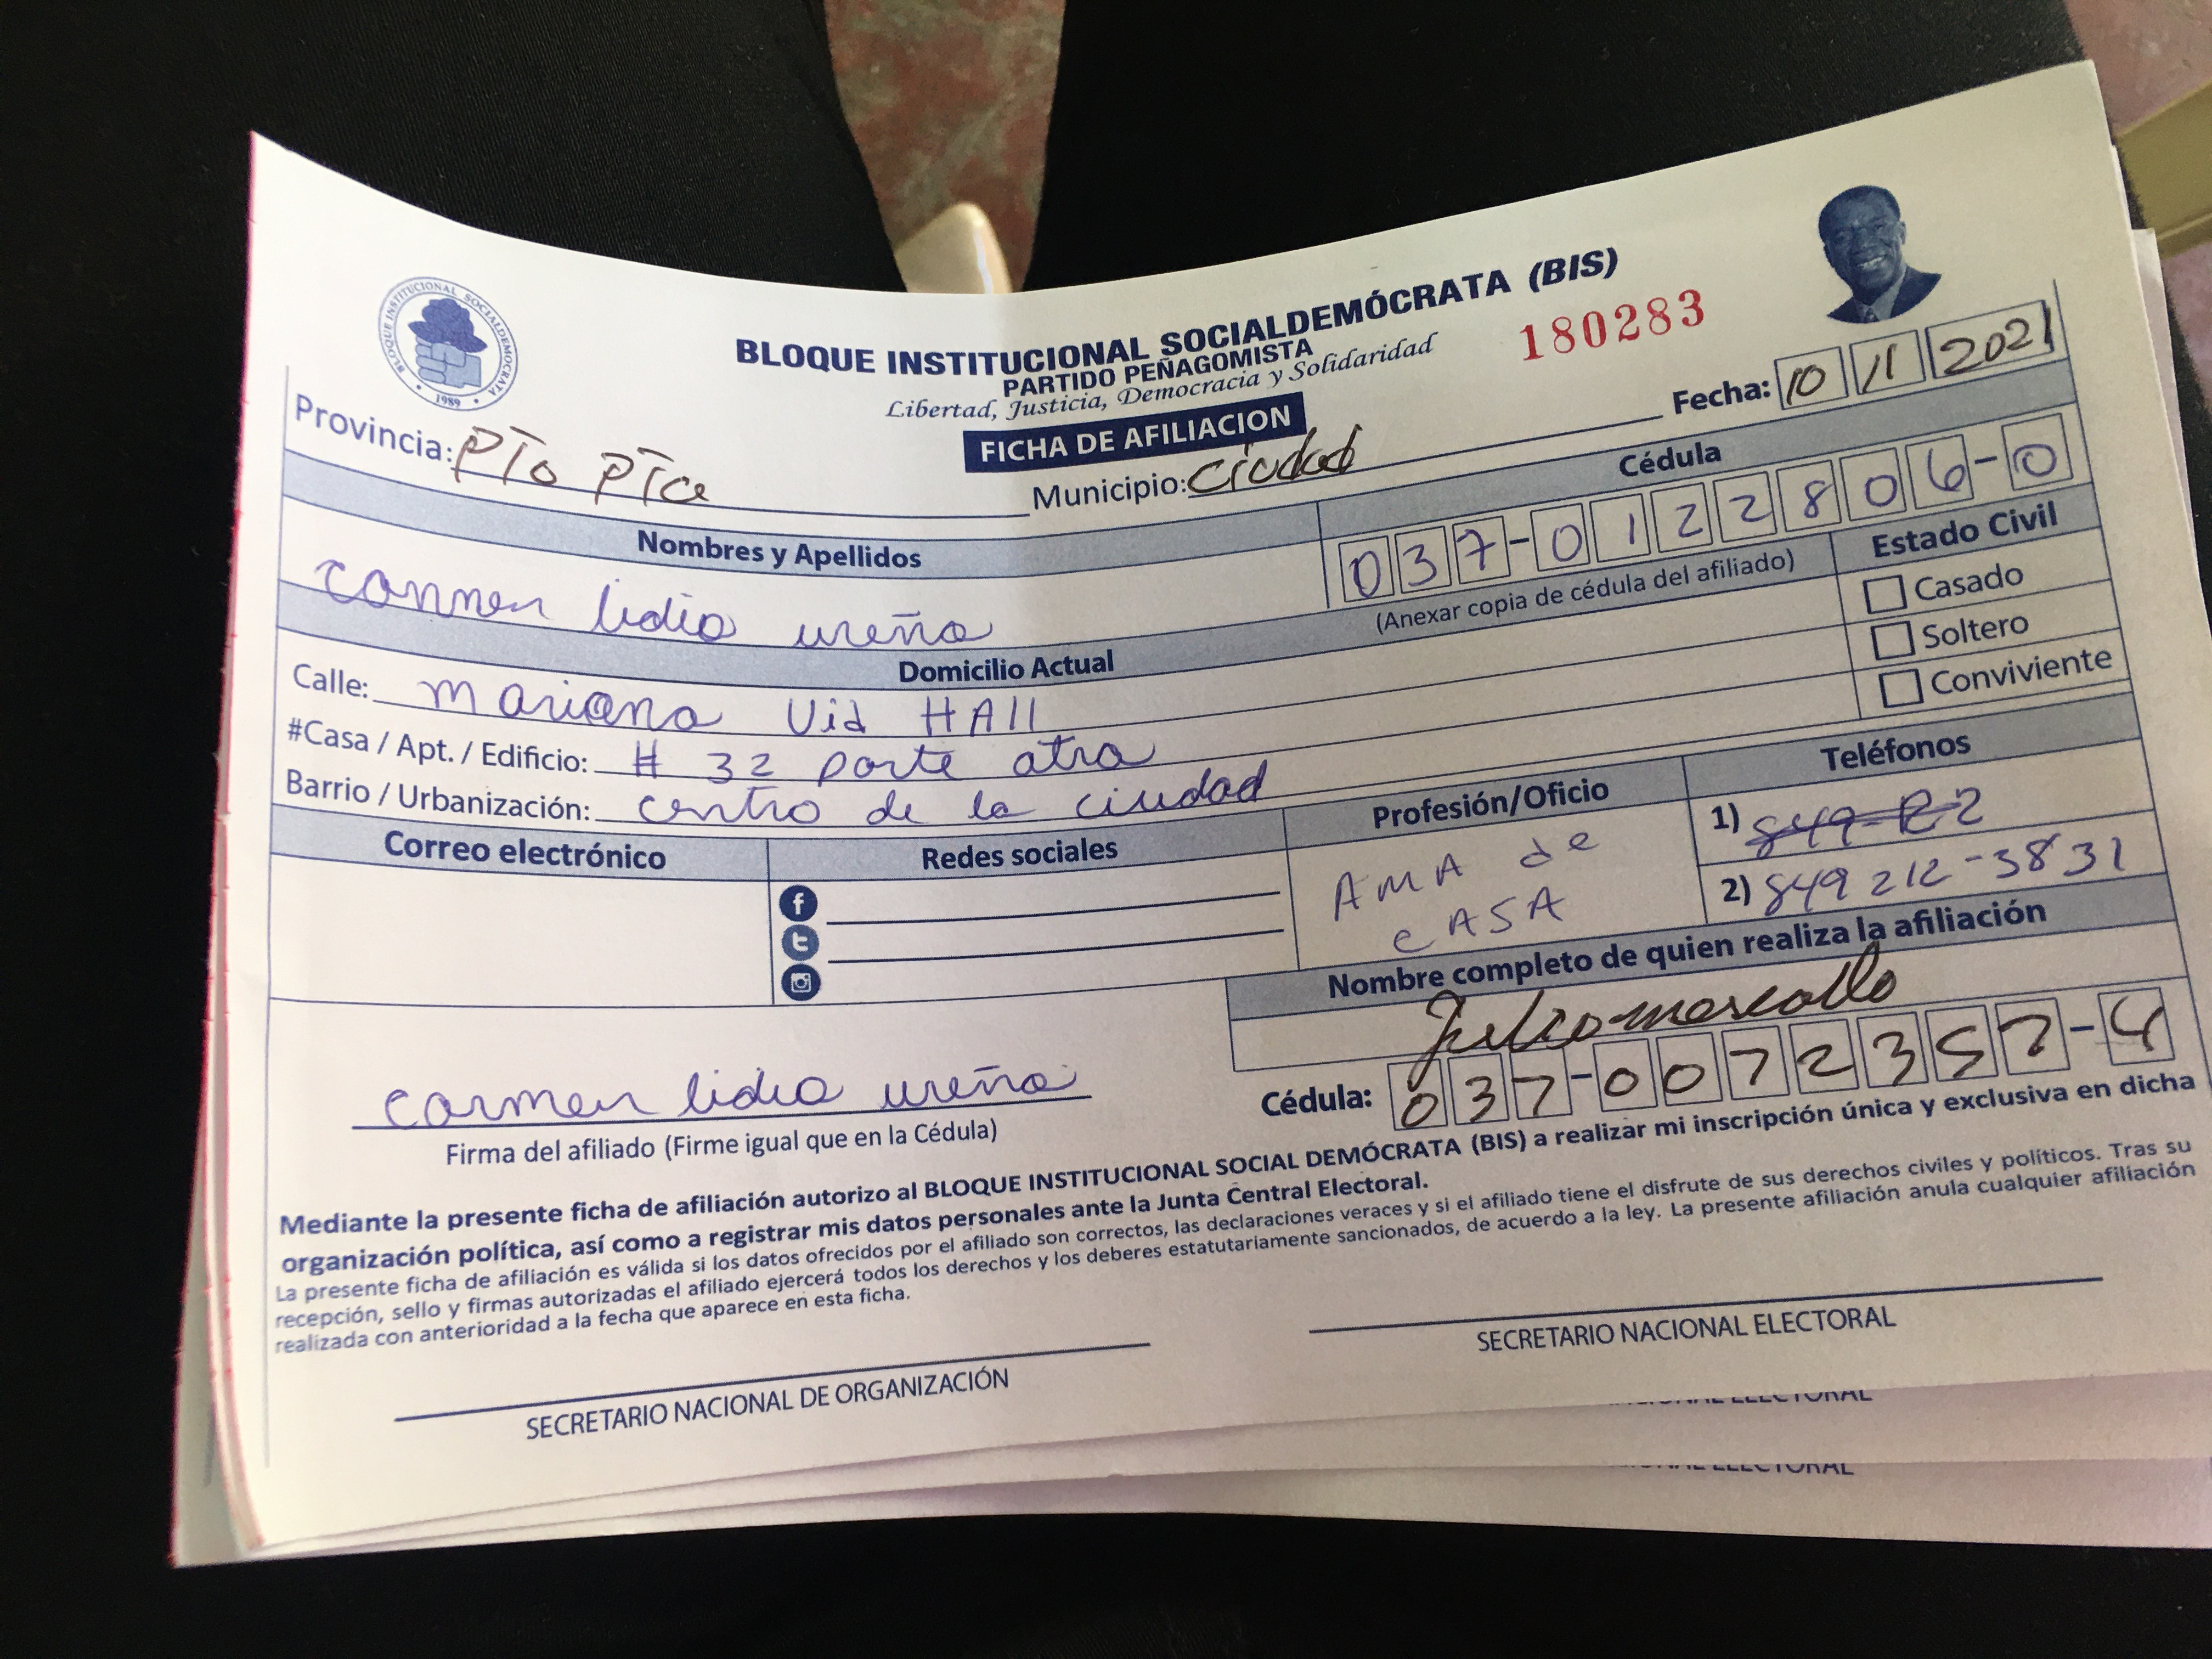 BLOQUE INSTITUCIONAL SOCIALDEMÓCRATA • 1989 •
BLOQUE INSTITUCIONAL SOCIALDEMÓCRATA (BIS)
PARTIDO PEÑAGOMISTA
Libertad, Justicia, Democracia y Solidaridad
180283
FICHA DE AFILIACION
Fecha: 10 11 2021
Provincia: PTo PTa
Municipio: ciudad
Nombres y Apellidos
Cédula
conmen lidia ureña
037-0122806-0
(Anexar copia de cédula del afiliado)
Estado Civil
Casado
Soltero
Conviviente
Domicilio Actual
Calle: Mariano Uid HAll
#Casa / Apt. / Edificio: # 32 parte atra
Barrio / Urbanización: centro de la ciudad
Correo electrónico
Redes sociales
Profesión/Oficio
AMA de
cASA
Teléfonos
1)
2) 849 212-3831
Nombre completo de quien realiza la afiliación
Julio
Cédula: 037-0072357-4
carmen lidia ureña
Firma del afiliado (Firme igual que en la Cédula)
Mediante la presente ficha de afiliación autorizo al BLOQUE INSTITUCIONAL SOCIAL DEMÓCRATA (BIS) a realizar mi inscripción única y exclusiva en dicha
organización política, así como a registrar mis datos personales ante la Junta Central Electoral.
La presente ficha de afiliación es válida si los datos ofrecidos por el afiliado son correctos, las declaraciones veraces y si el afiliado tiene el disfrute de sus derechos civiles y políticos. Tras su
recepción, sello y firmas autorizadas el afiliado ejercerá todos los derechos y los deberes estatutariamente sancionados, de acuerdo a la ley. La presente afiliación anula cualquier afiliación
realizada con anterioridad a la fecha que aparece en esta ficha.
SECRETARIO NACIONAL DE ORGANIZACIÓN
SECRETARIO NACIONAL ELECTORAL